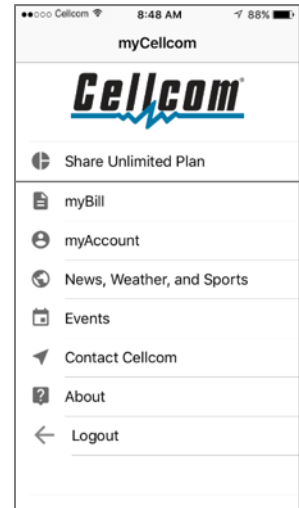 Cellcom 8:48 AM 88%
myCellcom
Cellcom
Share Unlimited Plan
myBill
myAccount
News, Weather, and Sports
Events
Contact Cellcom
About
Logout